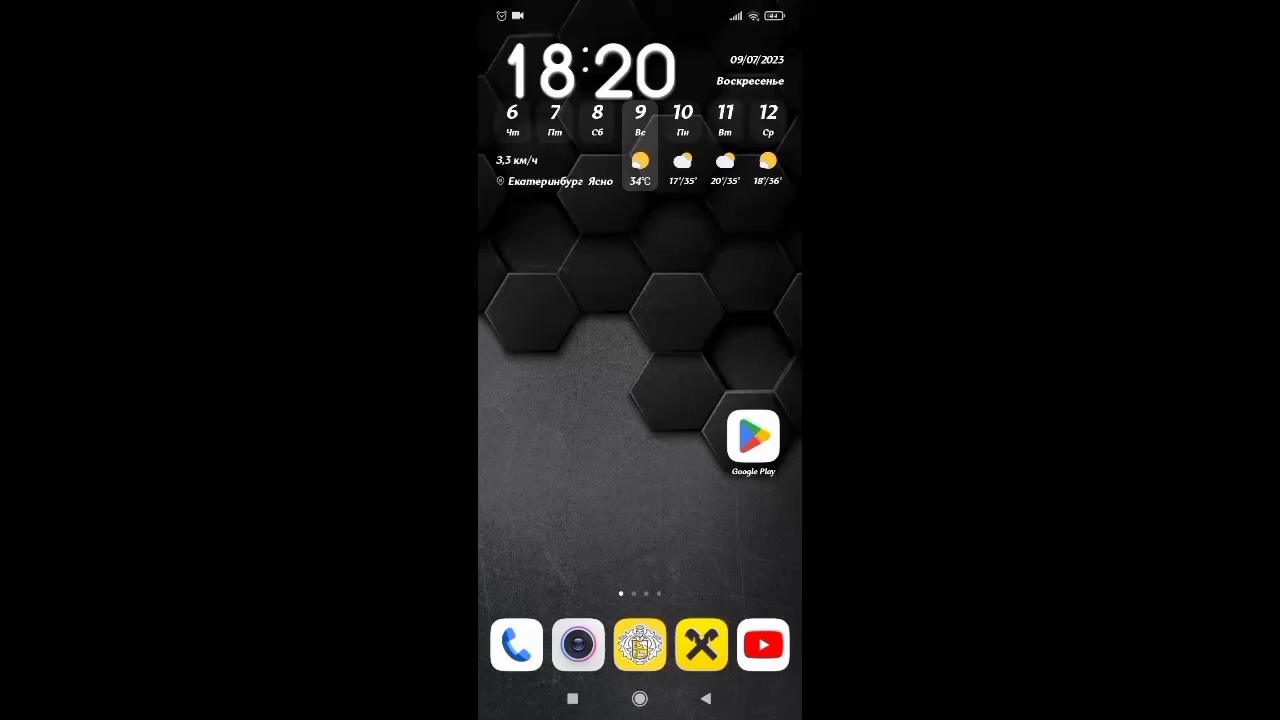 44
18:20
09/07/2023
Воскресенье
6 7 8 9 10 11 12
Чт Пт Сб Вс Пн Вт Ср
3,3 км/ч
Екатеринбург Ясно 34°C 17°/35° 20°/35° 18°/36°
Google Play